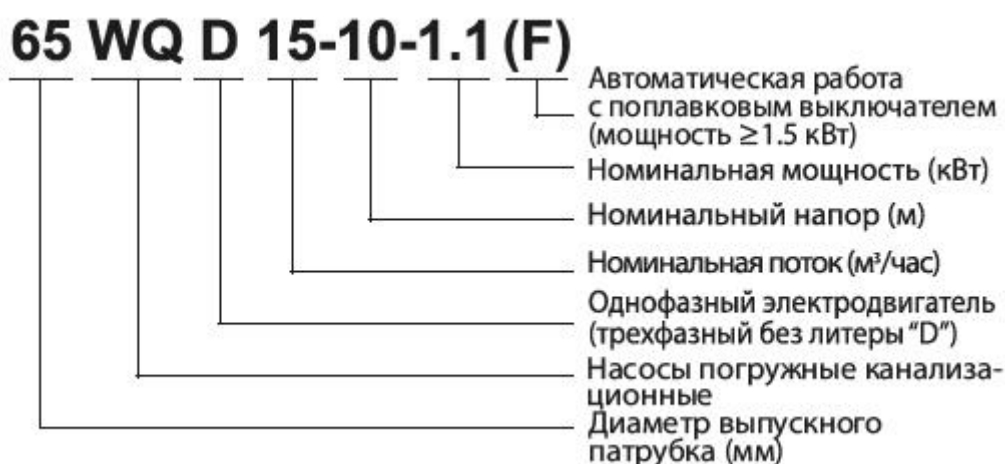 65 WQ D 15-10-1.1 (F)
Автоматическая работа
с поплавковым выключателем
(мощность ≥1.5 кВт)
Номинальная мощность (кВт)
Номинальный напор (м)
Номинальная поток (м³/час)
Однофазный электродвигатель
(трехфазный без литеры "D")
Насосы погружные канализа-
ционные
Диаметр выпускного
патрубка (мм)